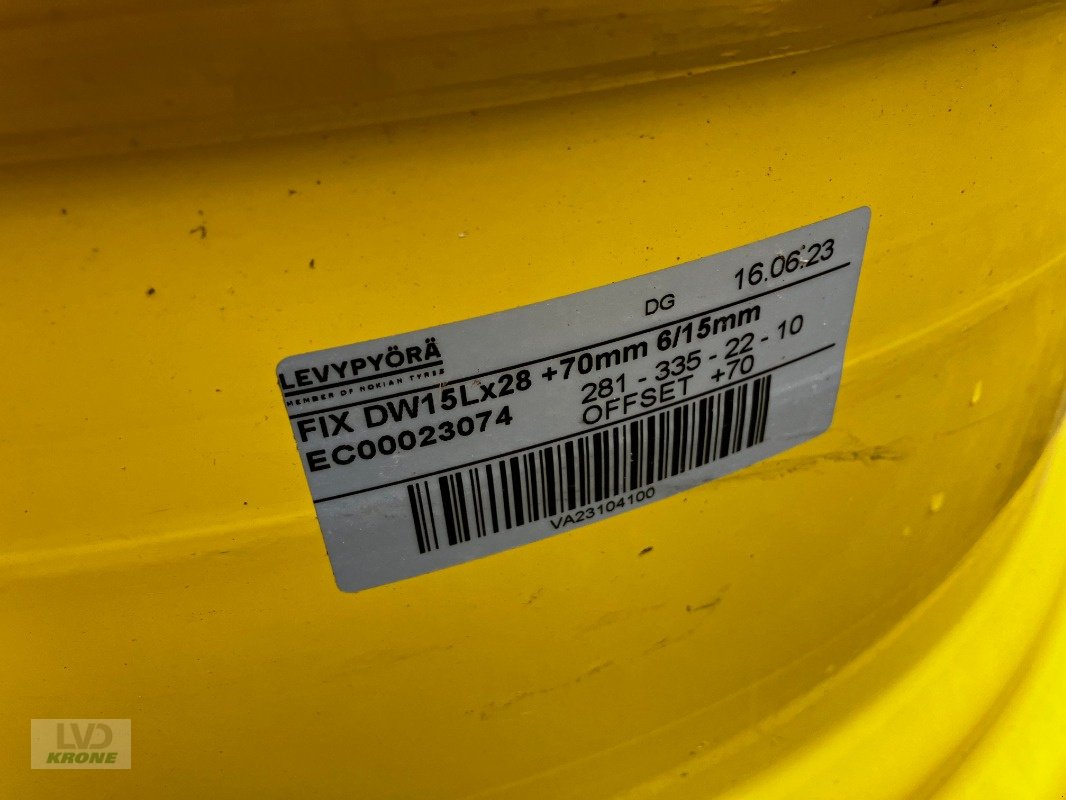 DG 16.06.23
LEVYPYÖRÄ
MEMBER OF NOKIAN TYRES
FIX DW15Lx28 +70mm 6/15mm
EC00023074 281 - 335 - 22 - 10
OFFSET +70
VA23104100
LVD
KRONE